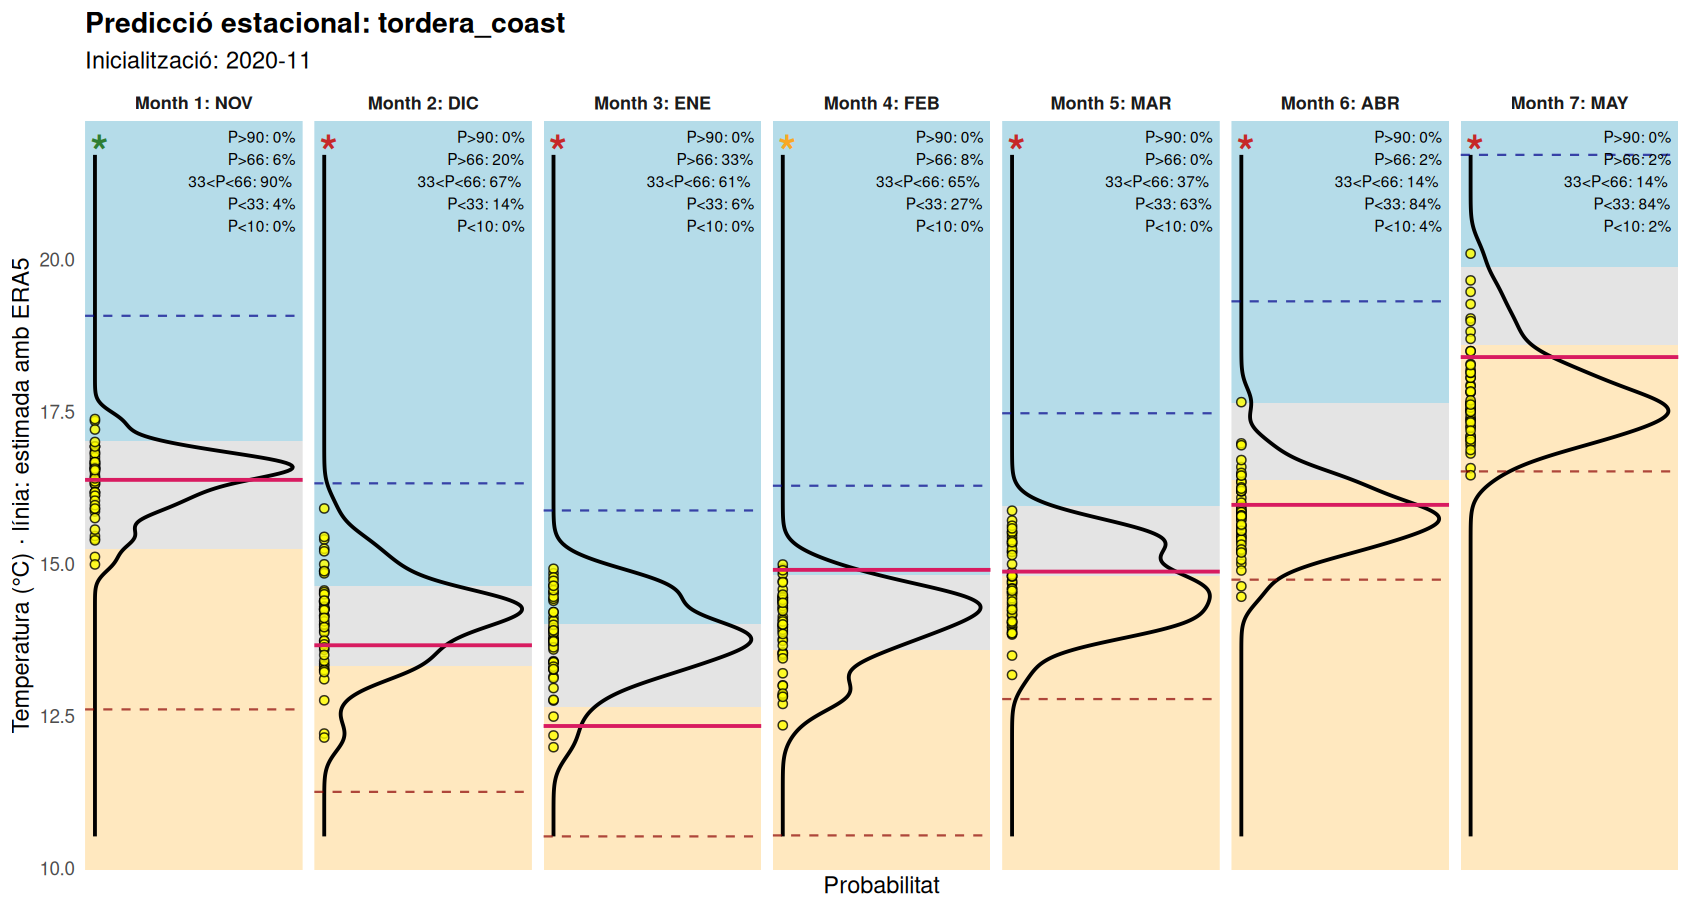 Predicció estacional: tordera_coast
Inicialització: 2020-11
Month 1: NOV
Month 2: DIC
Month 3: ENE
Month 4: FEB
Month 5: MAR
Month 6: ABR
Month 7: MAY
*
P>90: 0%
P>66: 6%
33<P<66: 90%
P<33: 4%
P<10: 0%
*
P>90: 0%
P>66: 20%
33<P<66: 67%
P<33: 14%
P<10: 0%
*
P>90: 0%
P>66: 33%
33<P<66: 61%
P<33: 6%
P<10: 0%
*
P>90: 0%
P>66: 8%
33<P<66: 65%
P<33: 27%
P<10: 0%
*
P>90: 0%
P>66: 0%
33<P<66: 37%
P<33: 63%
P<10: 0%
*
P>90: 0%
P>66: 2%
33<P<66: 14%
P<33: 84%
P<10: 4%
*
P>90: 0%
P>66: 2%
33<P<66: 14%
P<33: 84%
P<10: 2%
Temperatura (°C) · línia: estimada amb ERA5
20.0
17.5
15.0
12.5
10.0
Probabilitat